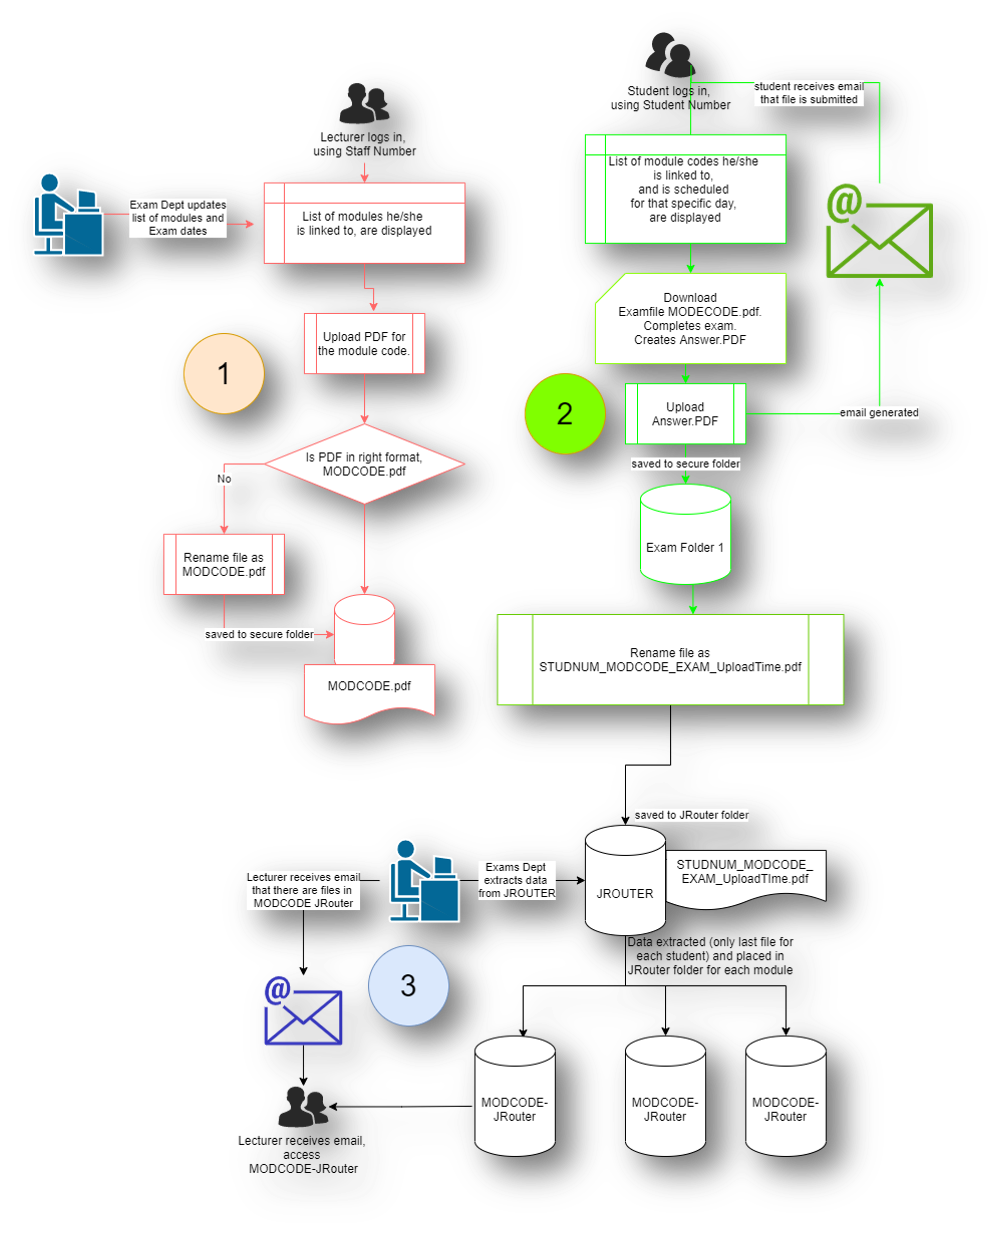 Student logs in,
using Student Number
student receives email
that file is submitted
Lecturer logs in,
using Staff Number
Exam Dept updates
list of modules and
Exam dates
List of modules he/she
is linked to, are displayed
List of module codes he/she
is linked to,
and is scheduled
for that specific day,
are displayed
@
Upload PDF for
the module code.
1
Download
Examfile MODECODE.pdf.
Completes exam.
Creates Answer.PDF
2
Upload
Answer.PDF
email generated
Is PDF in right format,
MODCODE.pdf
No
saved to secure folder
Exam Folder 1
Rename file as
MODCODE.pdf
saved to secure folder
MODCODE.pdf
Rename file as
STUDNUM_MODCODE_EXAM_UploadTime.pdf
saved to JRouter folder
Lecturer receives email
that there are files in
MODCODE JRouter
Exams Dept
extracts data
from JROUTER
JROUTER
STUDNUM_MODCODE_
EXAM_UploadTIme.pdf
Data extracted (only last file for
each student) and placed in
JRouter folder for each module
3
@
MODCODE-
JRouter
MODCODE-
JRouter
MODCODE-
JRouter
Lecturer receives email,
access
MODCODE-JRouter